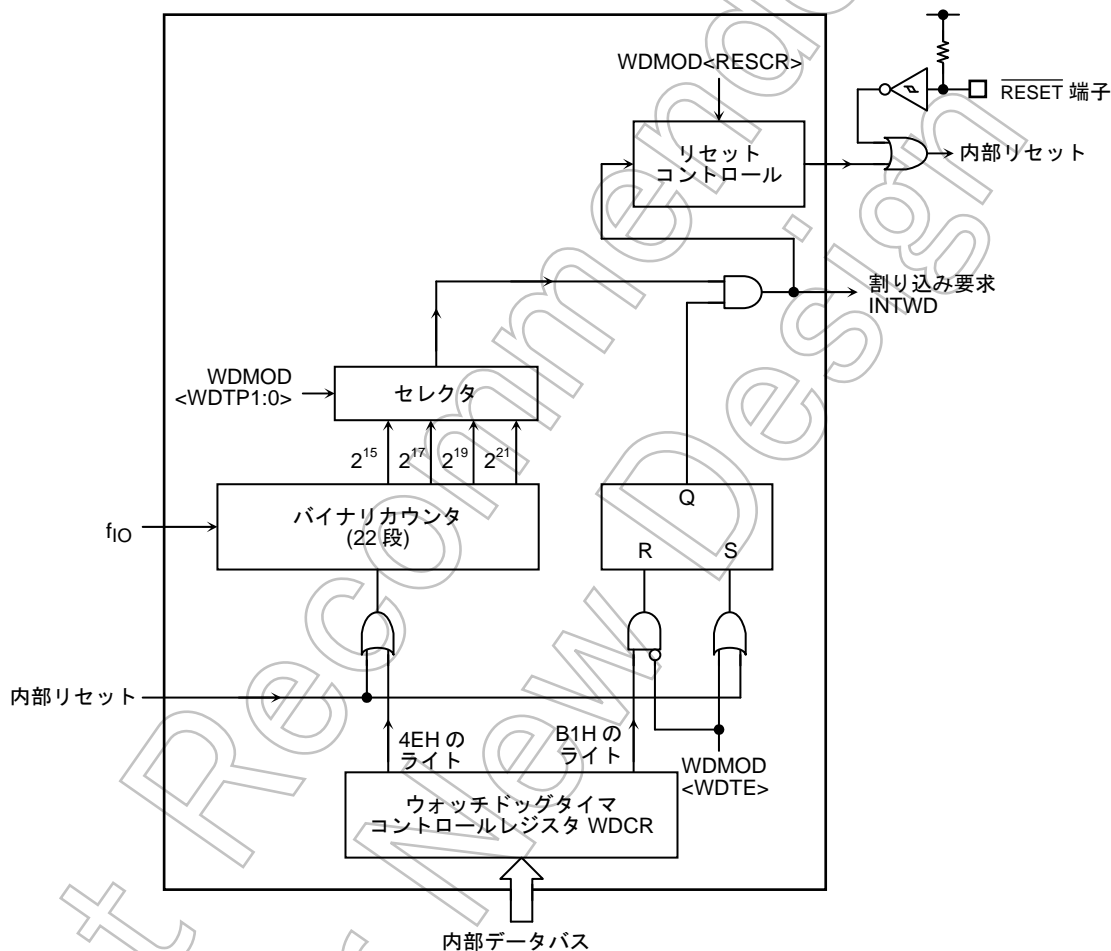 WDMOD<RESCR>
RESET 端子
リセット
コントロール
内部リセット
割り込み要求
INTWD
WDMOD
<WDTP1:0>
セレクタ
2^15 2^17 2^19 2^21
fIO
バイナリカウンタ
(22 段)
Q
R S
内部リセット
4EH の
ライト
B1H の
ライト
WDMOD
<WDTE>
ウォッチドッグタイマ
コントロールレジスタ WDCR
内部データバス
t Recommende
New Design